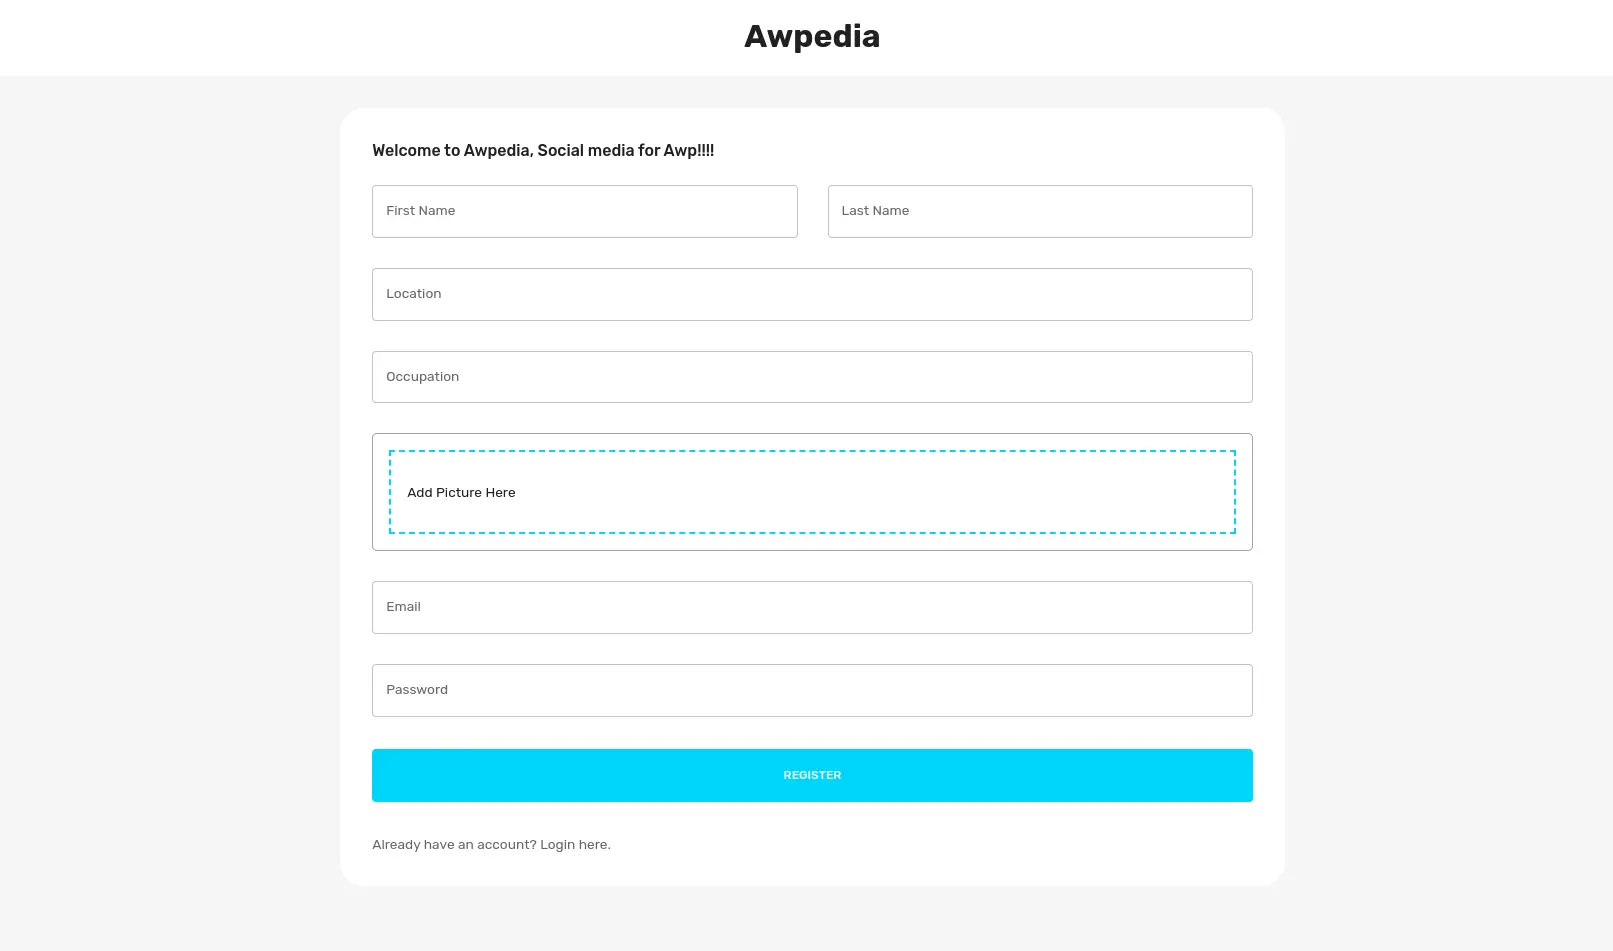 Awpedia
Welcome to Awpedia, Social media for Awp!!!!
First Name
Last Name
Location
Occupation
Add Picture Here
Email
Password
REGISTER
Already have an account? Login here.